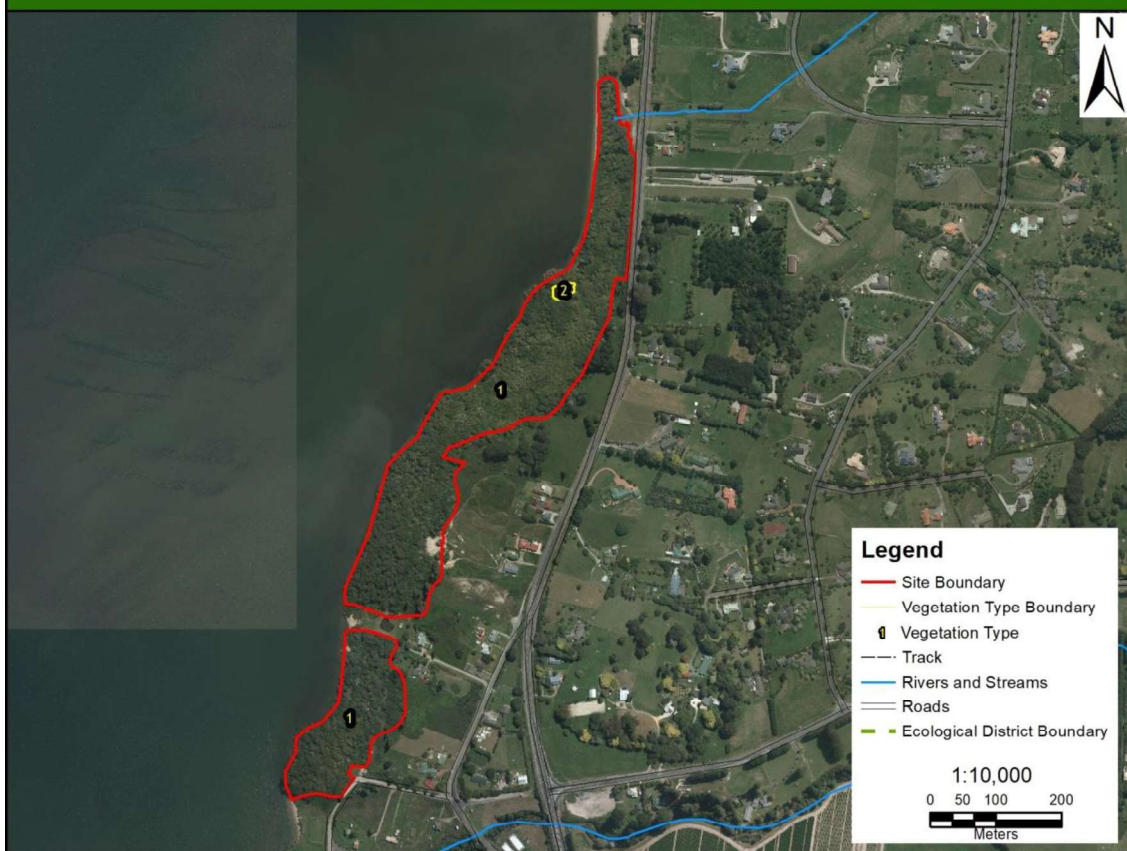 N
2
1
1
Legend
Site Boundary
Vegetation Type Boundary
1 Vegetation Type
Track
Rivers and Streams
Roads
Ecological District Boundary
1:10,000
0 50 100 200
Meters